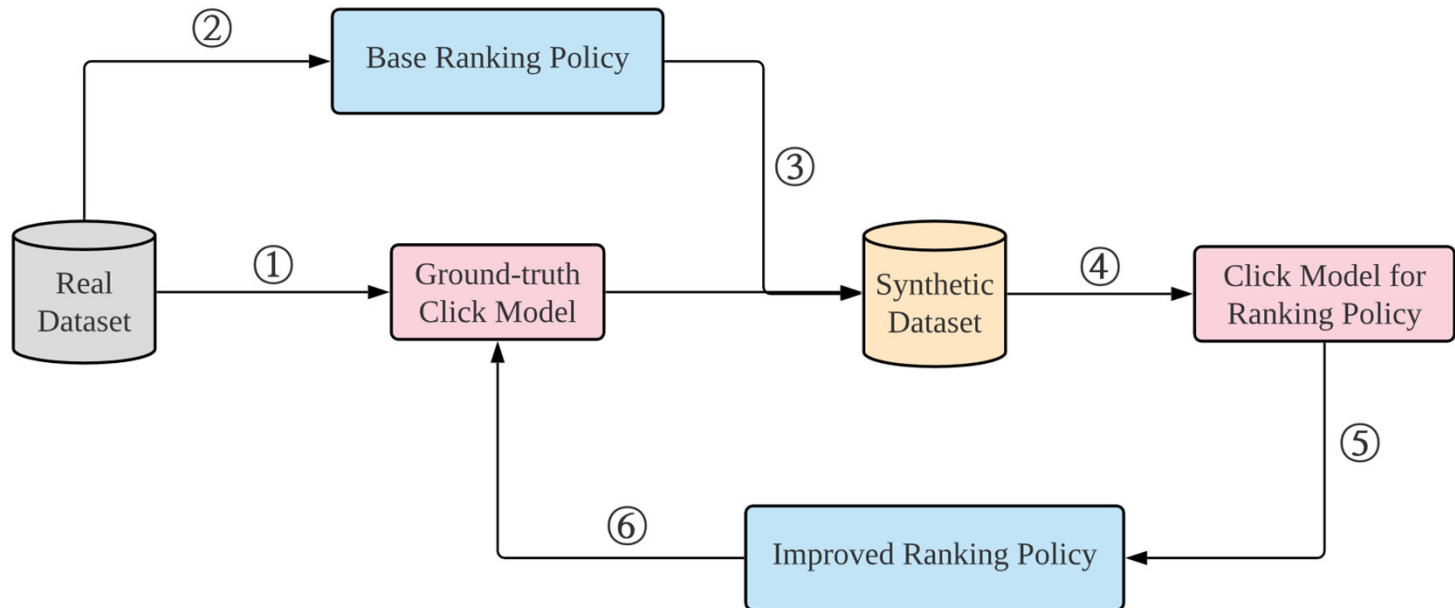 ②
Base Ranking Policy
③
①
Real
Dataset
Ground-truth
Click Model
Synthetic
Dataset
④
Click Model for
Ranking Policy
⑤
⑥
Improved Ranking Policy